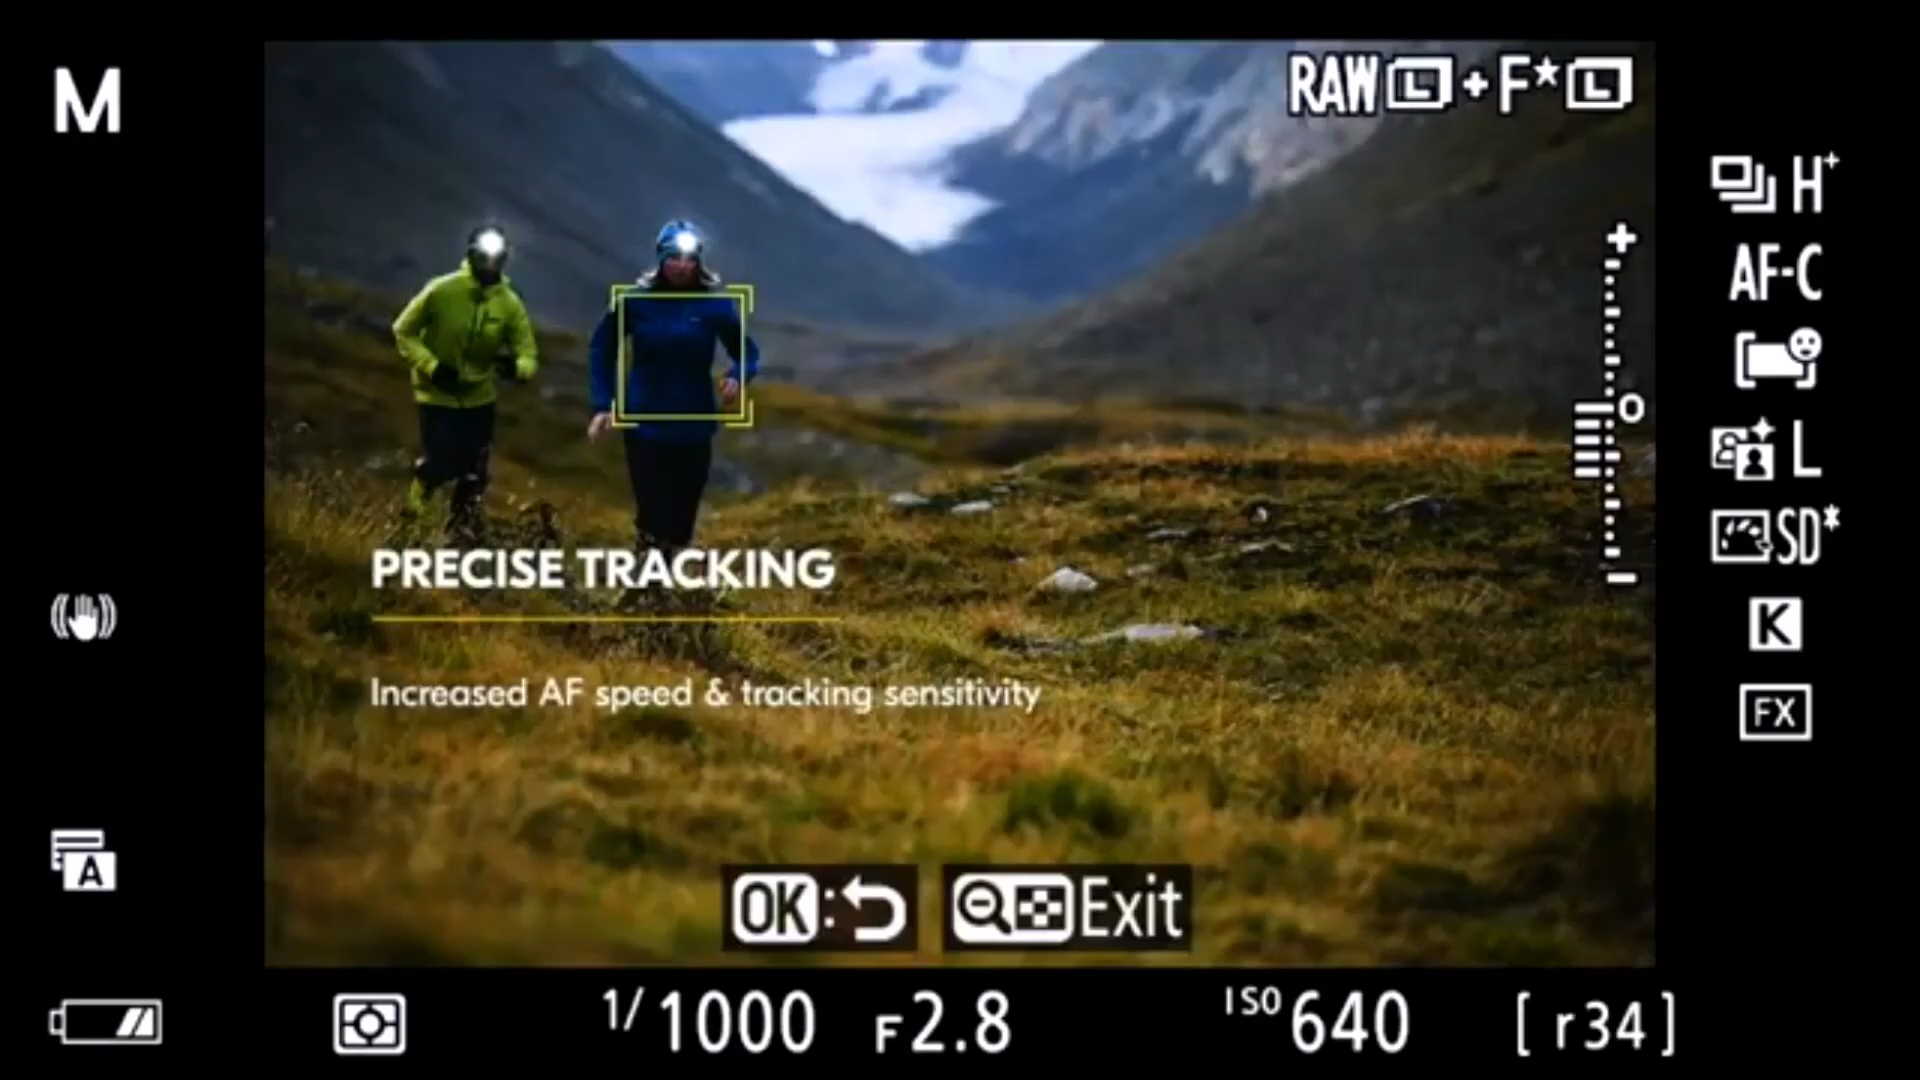 M
RAW L + F★ L
H+
AF-C
L
SD*
K
FX
+
0
-
PRECISE TRACKING
Increased AF speed & tracking sensitivity
A
OK: Exit
1/1000 F2.8 ISO 640 [r34]